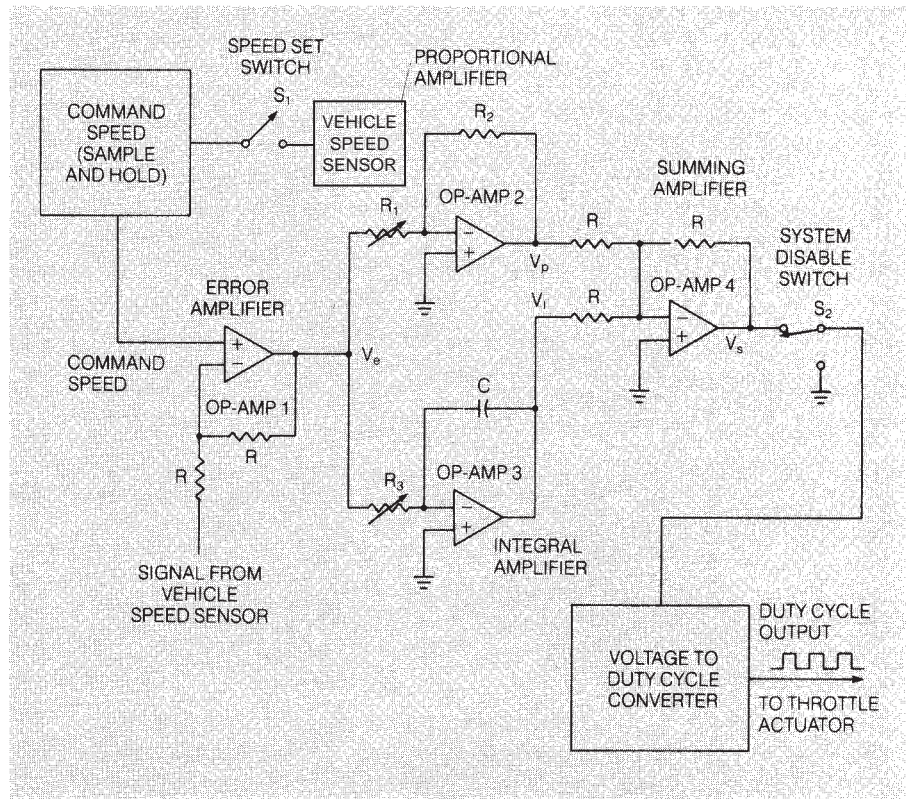 SPEED SET
SWITCH
S1
PROPORTIONAL
AMPLIFIER
COMMAND
SPEED
(SAMPLE
AND HOLD)
VEHICLE
SPEED
SENSOR
R2
OP-AMP 2
R1
Vp
SUMMING
AMPLIFIER
R
R
OP-AMP 4
R
Vi
Vs
SYSTEM
DISABLE
SWITCH
S2
ERROR
AMPLIFIER
COMMAND
SPEED
Ve
OP-AMP 1
R
R
C
OP-AMP 3
R3
INTEGRAL
AMPLIFIER
SIGNAL FROM
VEHICLE
SPEED SENSOR
VOLTAGE TO
DUTY CYCLE
CONVERTER
DUTY CYCLE
OUTPUT
TO THROTTLE
ACTUATOR